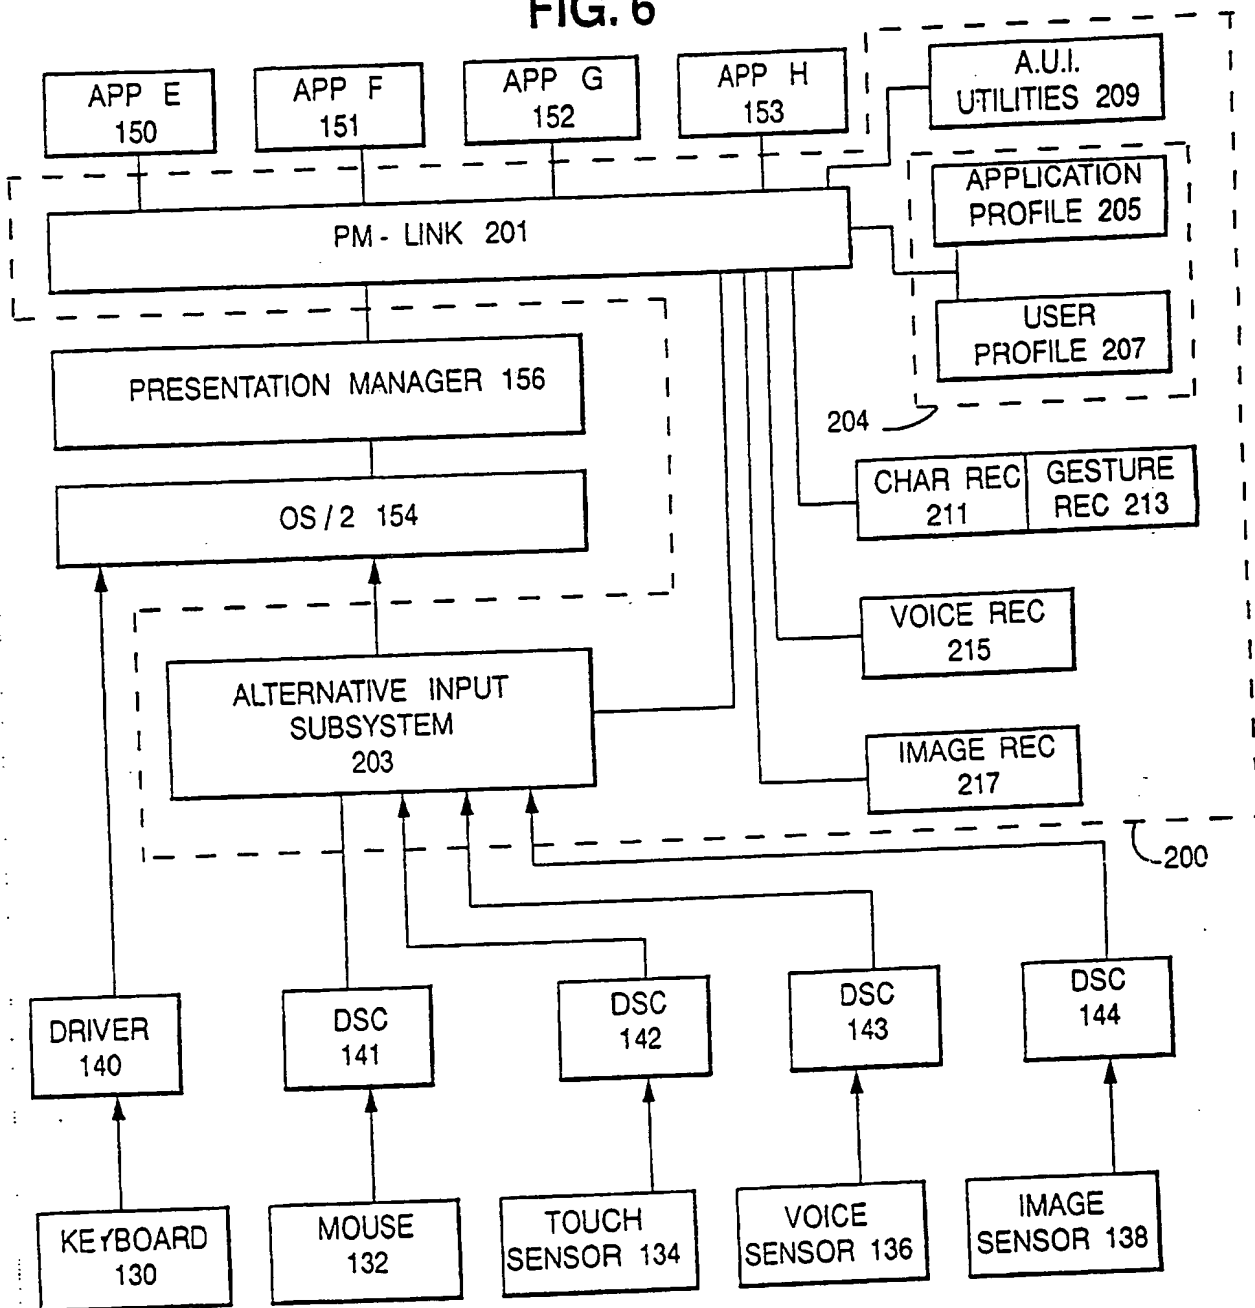 FIG. 6
APP E
150
APP F
151
APP G
152
APP H
153
A.U.I.
UTILITIES 209
APPLICATION
PROFILE 205
PM - LINK 201
USER
PROFILE 207
204
PRESENTATION MANAGER 156
OS / 2 154
CHAR REC
211
GESTURE
REC 213
VOICE REC
215
ALTERNATIVE INPUT
SUBSYSTEM
203
IMAGE REC
217
200
DRIVER
140
DSC
141
DSC
142
DSC
143
DSC
144
KEYBOARD
130
MOUSE
132
TOUCH
SENSOR 134
VOICE
SENSOR 136
IMAGE
SENSOR 138